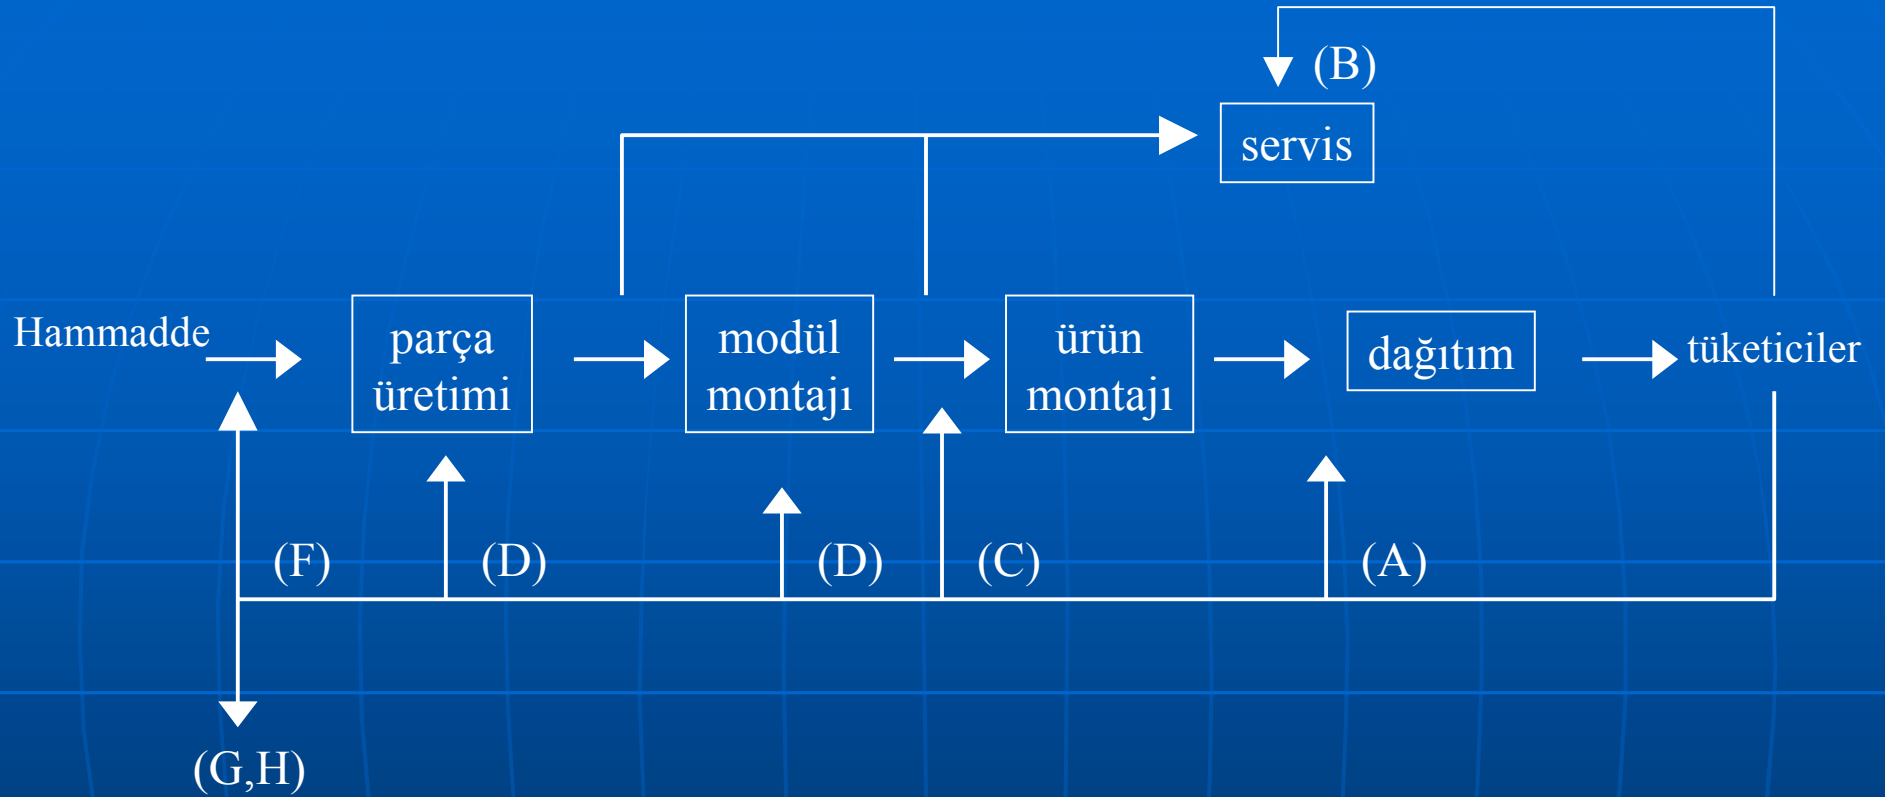 (B)
servis
Hammadde
parça
üretimi
modül
montajı
ürün
montajı
dağıtım
tüketiciler
(F)
(D)
(D)
(C)
(A)
(G,H)